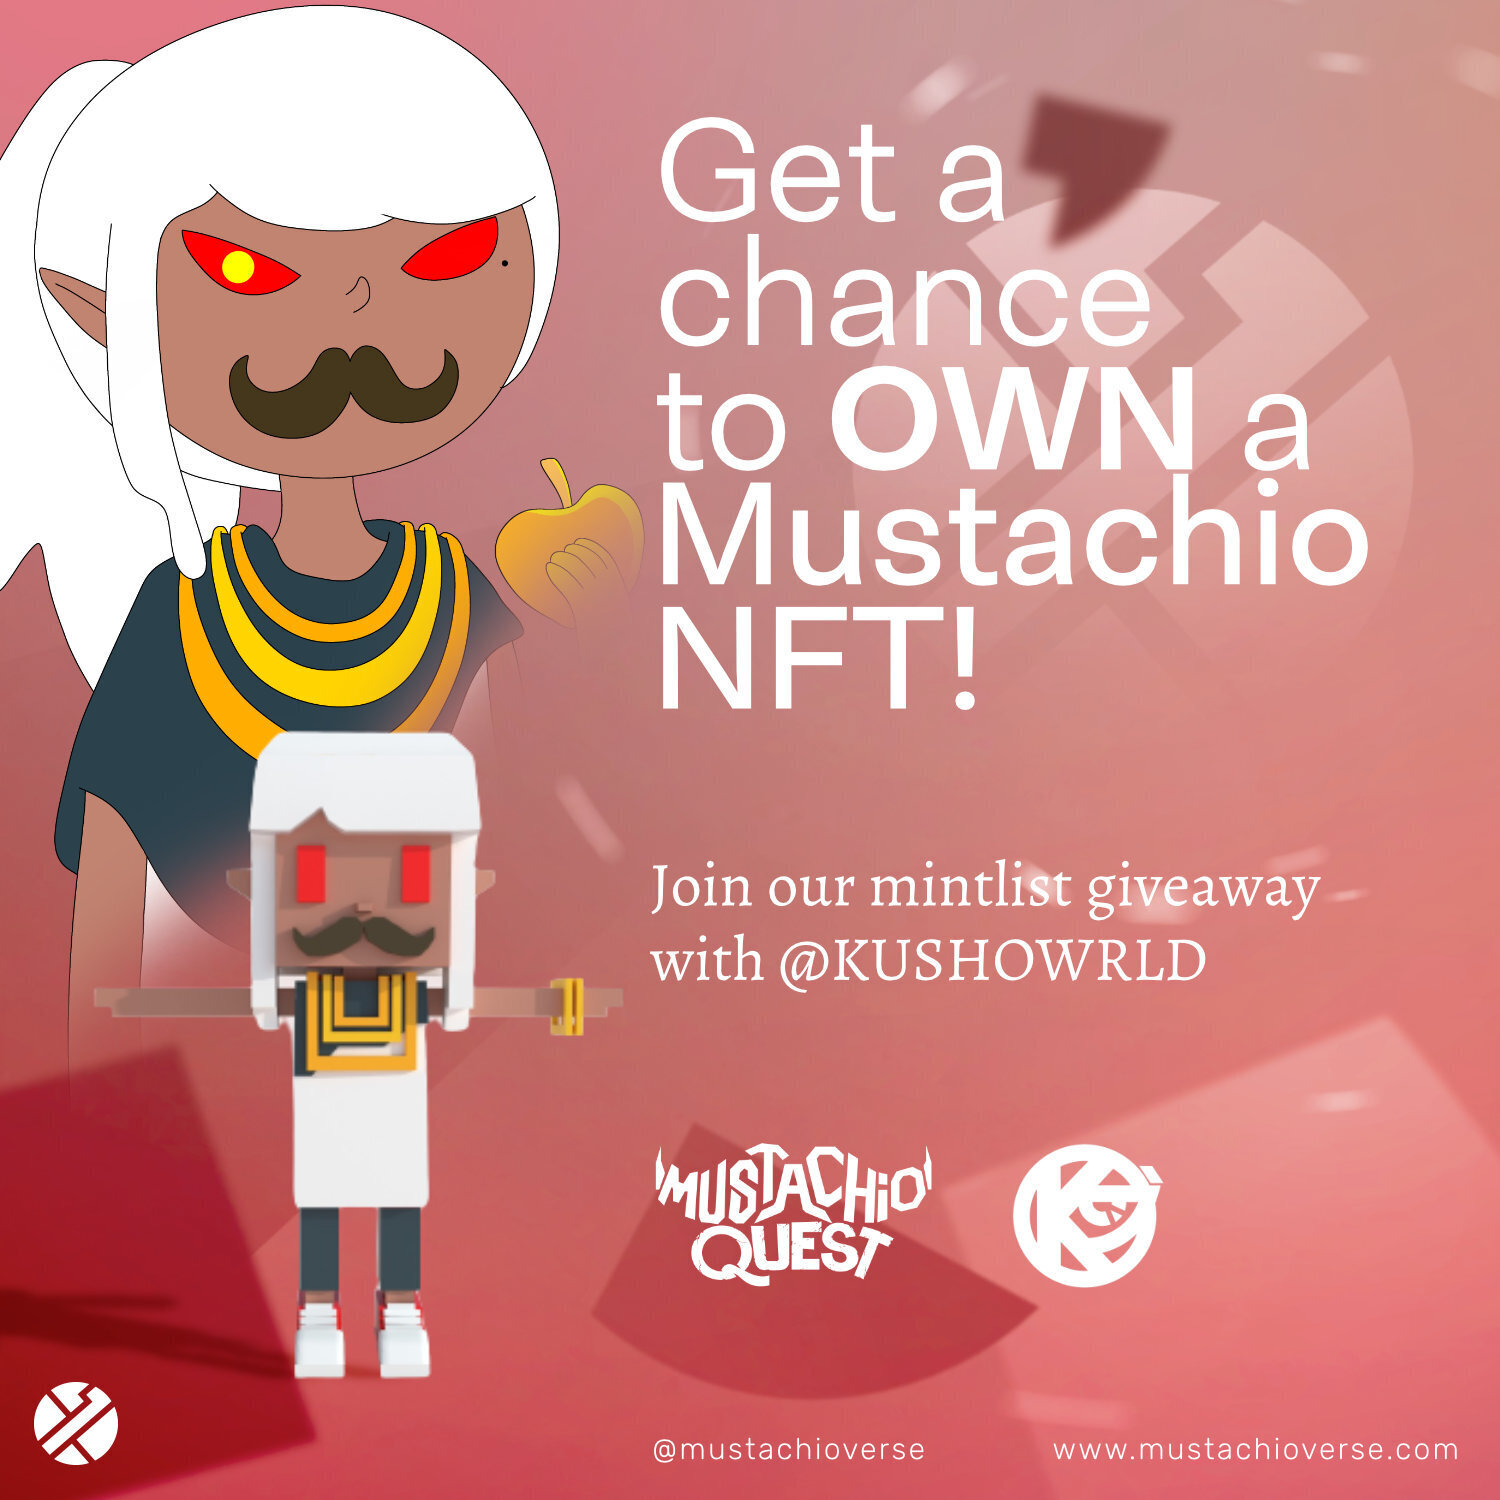 Get a
chance
to OWN a
Mustachio
NFT!
Join our mintlist giveaway
with @KUSHOWRLD
MUSTACHiO
QUEST
@mustachioverse
www.mustachioverse.com